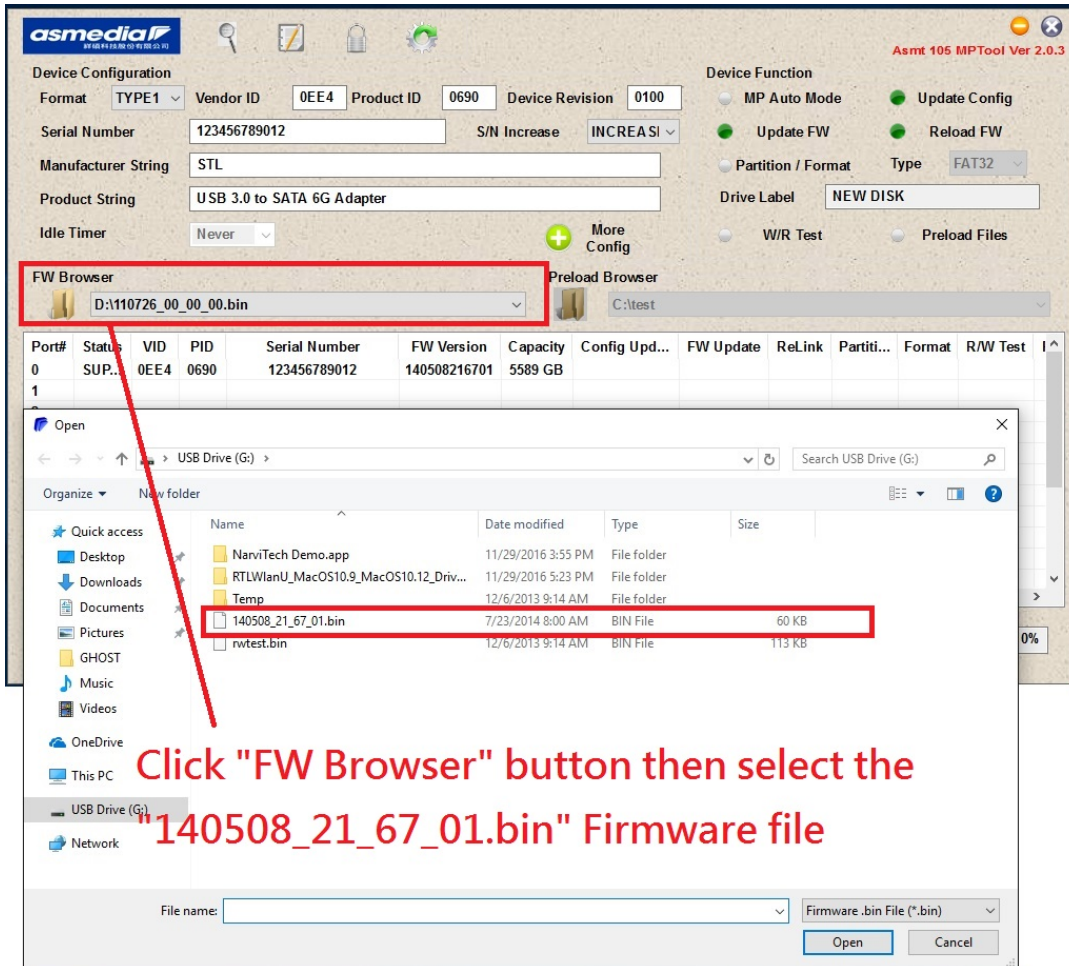 asmedia
祥碩科技股份有限公司
Asmt 105 MPTool Ver 2.0.3
Device Configuration
Format TYPE1 Vendor ID 0EE4 Product ID 0690 Device Revision 0100
Serial Number 123456789012 S/N Increase INCREASI
Manufacturer String STL
Product String USB 3.0 to SATA 6G Adapter
Idle Timer Never More Config
Device Function
MP Auto Mode Update Config
Update FW Reload FW
Partition / Format Type FAT32
Drive Label NEW DISK
W/R Test Preload Files
FW Browser
D:\110726_00_00_00.bin
Preload Browser
C:\test
Port# Status VID PID Serial Number FW Version Capacity Config Upd... FW Update ReLink Partiti... Format R/W Test
0 SUP... 0EE4 0690 123456789012 140508216701 5589 GB
1
0%
Open
USB Drive (G:)
Search USB Drive (G:)
Organize New folder
Quick access
Desktop
Downloads
Documents
Pictures
GHOST
Music
Videos
OneDrive
This PC
USB Drive (G:)
Network
Name Date modified Type Size
NarviTech Demo.app 11/29/2016 3:55 PM File folder
RTLWlanU_MacOS10.9_MacOS10.12_Driv... 11/29/2016 5:23 PM File folder
Temp 12/6/2013 9:14 AM File folder
140508_21_67_01.bin 7/23/2014 8:00 AM BIN File 60 KB
rwtest.bin 12/6/2013 9:14 AM BIN File 113 KB
Click "FW Browser" button then select the
"140508_21_67_01.bin" Firmware file
File name: Firmware .bin File (*.bin)
Open Cancel